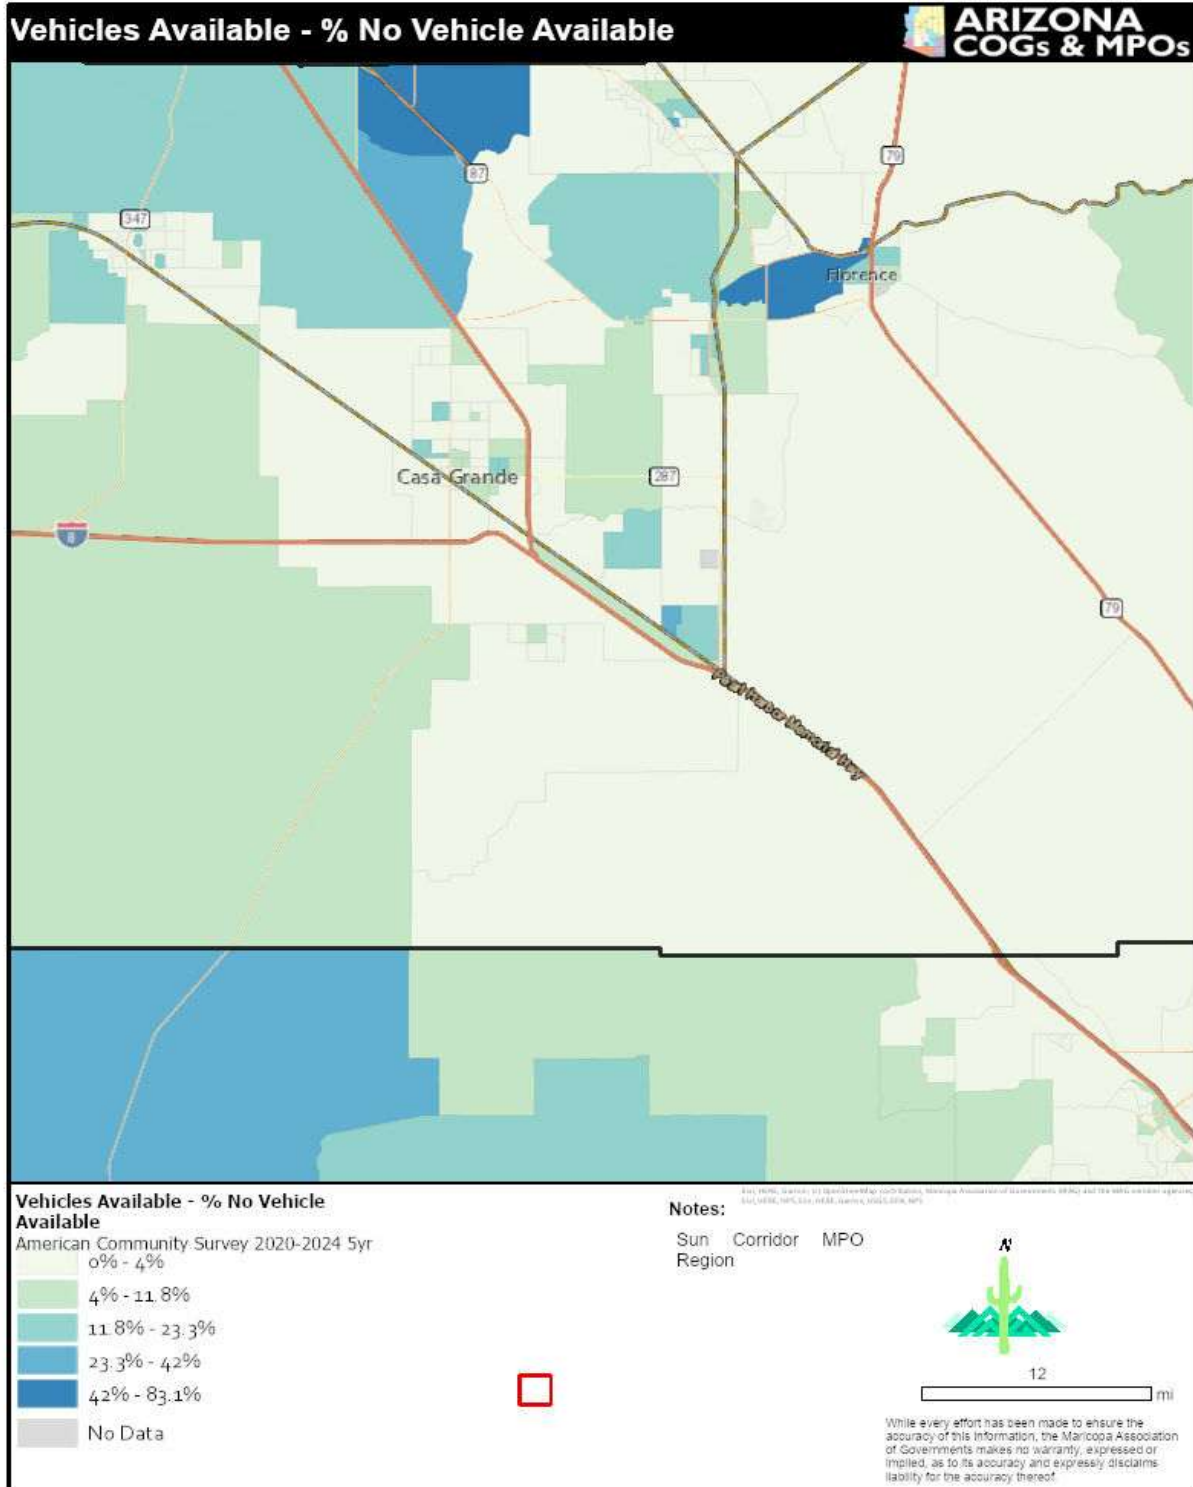 Vehicles Available - % No Vehicle Available
ARIZONA
COGs & MPOs
347
87
79
Florence
Casa Grande
287
8
79
Pearl Harbor Memorial Hwy
Vehicles Available - % No Vehicle
Available
American Community Survey 2020-2024 5yr
0% - 4%
4% - 11.8%
11.8% - 23.3%
23.3% - 42%
42% - 83.1%
No Data
Notes:
Sun Corridor MPO
Region
N
12
mi
While every effort has been made to ensure the
accuracy of this information, the Maricopa Association
of Governments makes no warranty, expressed or
implied, as to its accuracy and expressly disclaims
liability for the accuracy thereof